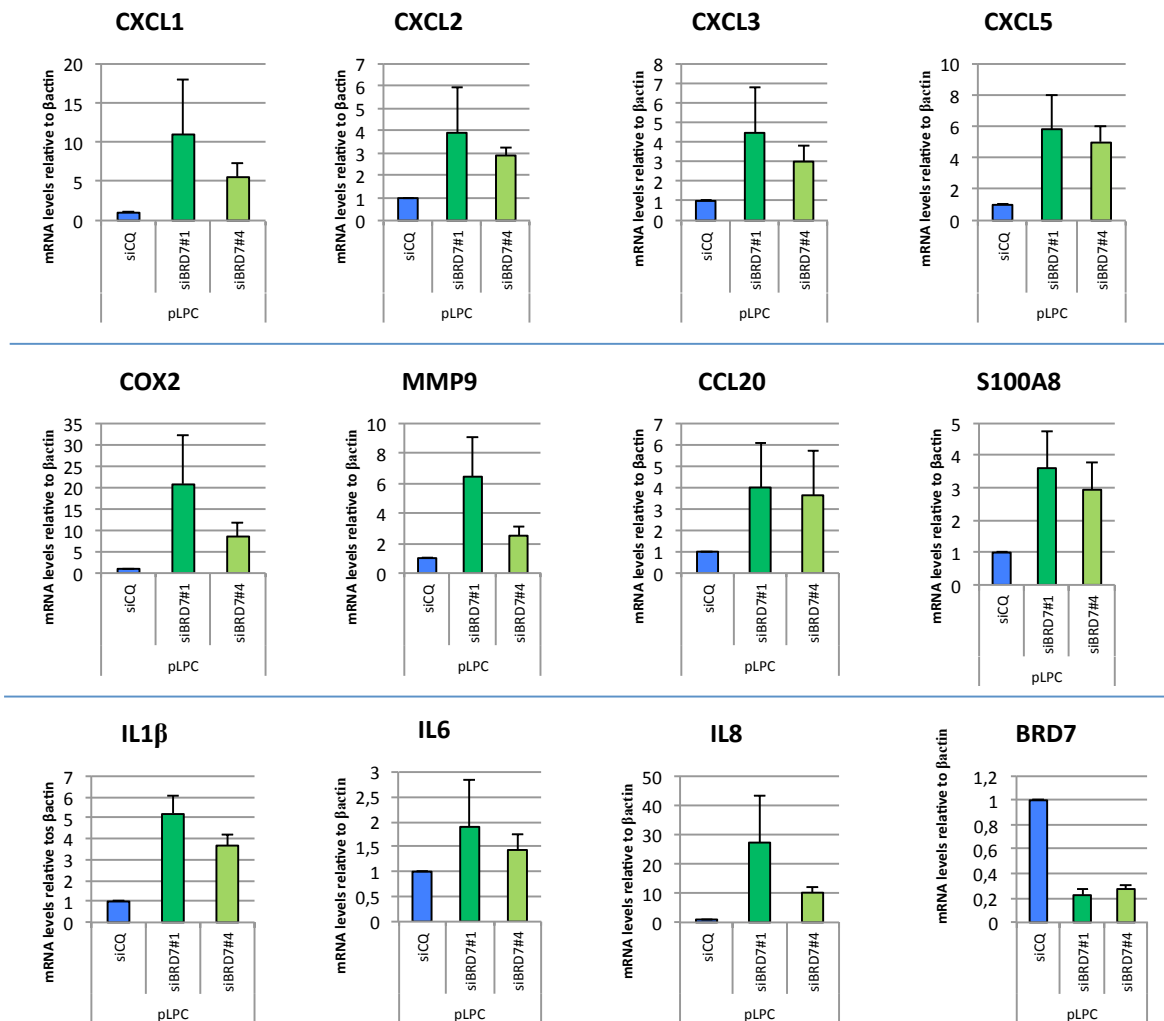 CXCL1 CXCL2 CXCL3 CXCL5
mRNA levels relative to βactin
20
15
10
5
0
siCQ
siBRD7#1
siBRD7#4
pLPC
mRNA levels relative to βactin
7
6
5
4
3
2
1
0
siCQ
siBRD7#1
siBRD7#4
pLPC
mRNA levels relative to βactin
8
7
6
5
4
3
2
1
0
siCQ
siBRD7#1
siBRD7#4
pLPC
mRNA levels relative to βactin
10
8
6
4
2
0
siCQ
siBRD7#1
siBRD7#4
pLPC
COX2 MMP9 CCL20 S100A8
mRNA levels relative to βactin
35
30
25
20
15
10
5
0
siCQ
siBRD7#1
siBRD7#4
pLPC
mRNA levels relative to βactin
10
8
6
4
2
0
siCQ
siBRD7#1
siBRD7#4
pLPC
mRNA levels relative to βactin
7
6
5
4
3
2
1
0
siCQ
siBRD7#1
siBRD7#4
pLPC
mRNA levels relative to βactin
5
4
3
2
1
0
siCQ
siBRD7#1
siBRD7#4
pLPC
IL1β IL6 IL8 BRD7
mRNA levels relative tos βactin
7
6
5
4
3
2
1
0
siCQ
siBRD7#1
siBRD7#4
pLPC
mRNA levels relative to βactin
3
2,5
2
1,5
1
0,5
0
siCQ
siBRD7#1
siBRD7#4
pLPC
mRNA levels relative to βactin
50
40
30
20
10
0
siCQ
siBRD7#1
siBRD7#4
pLPC
mRNA levels relative to βactin
1,2
1
0,8
0,6
0,4
0,2
0
siCQ
siBRD7#1
siBRD7#4
pLPC